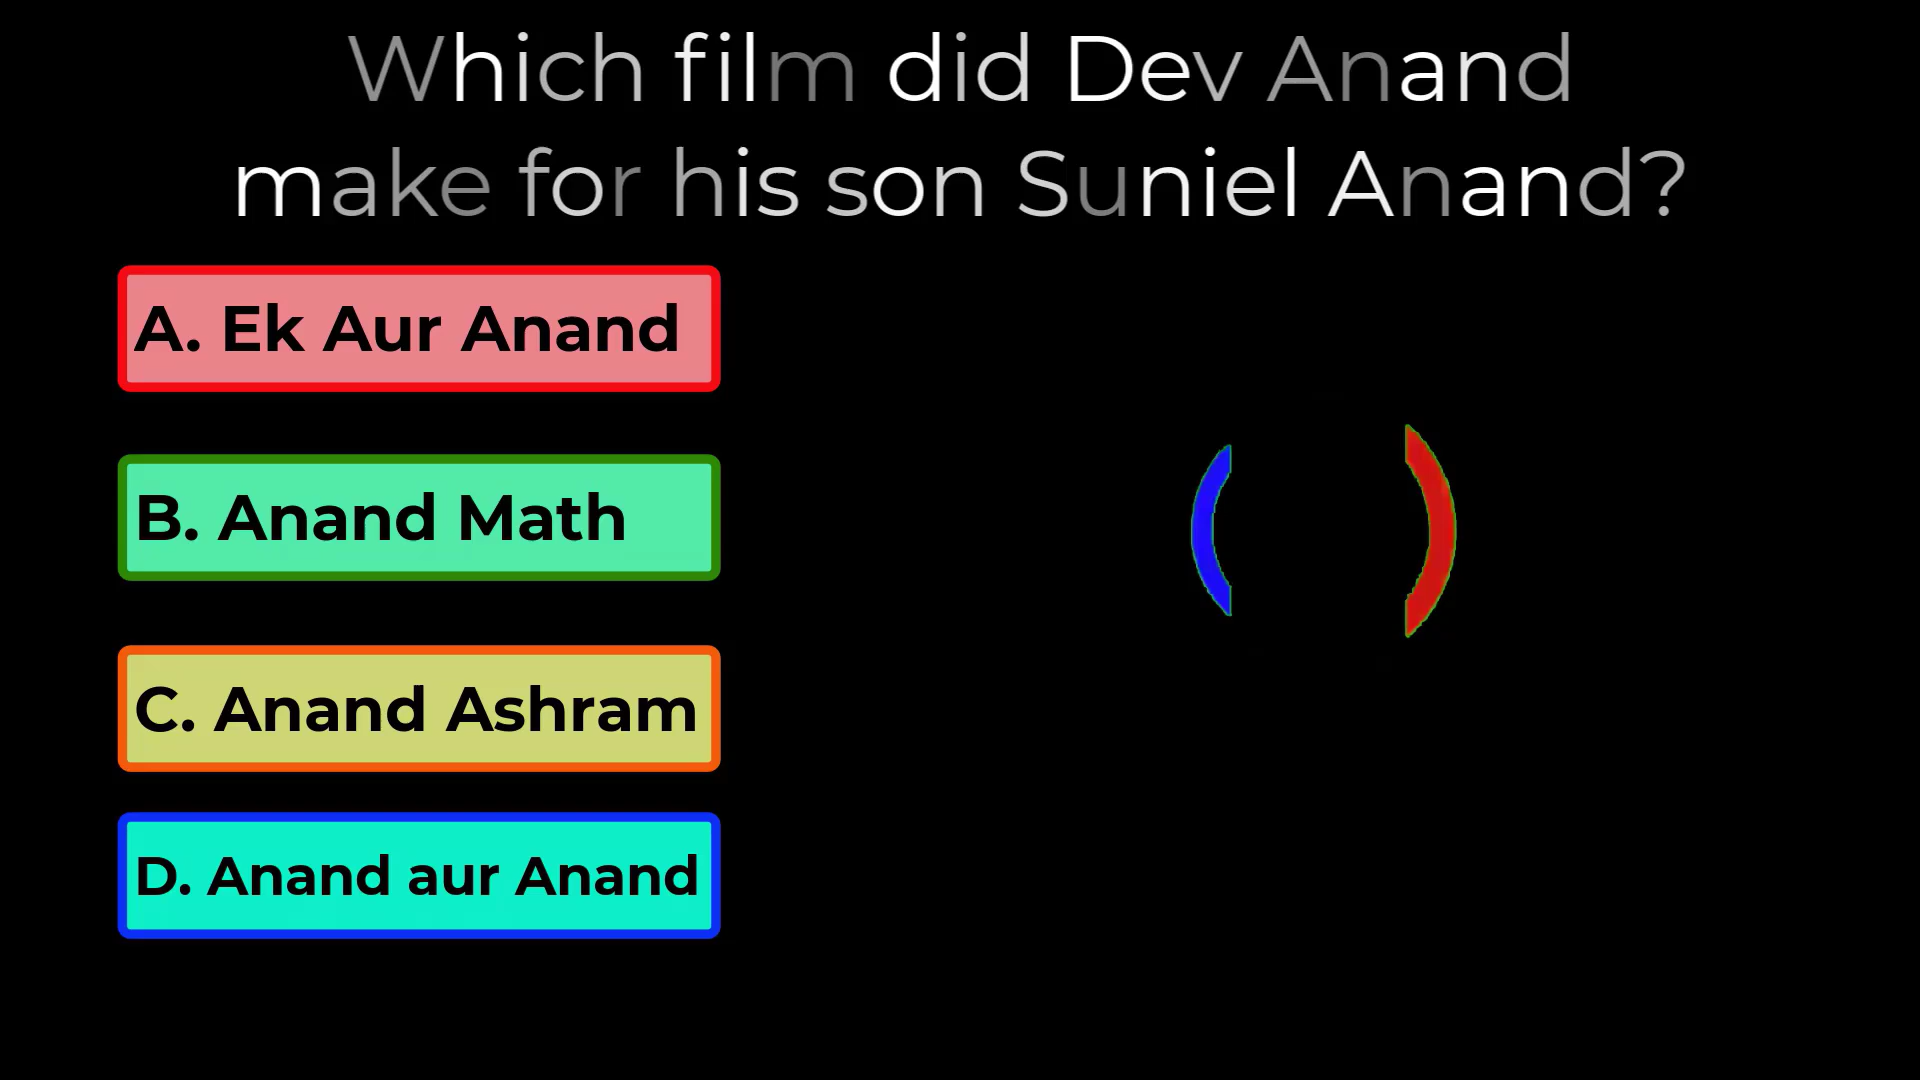 Which film did Dev Anand
make for his son Suniel Anand?
A. Ek Aur Anand
B. Anand Math
C. Anand Ashram
D. Anand aur Anand